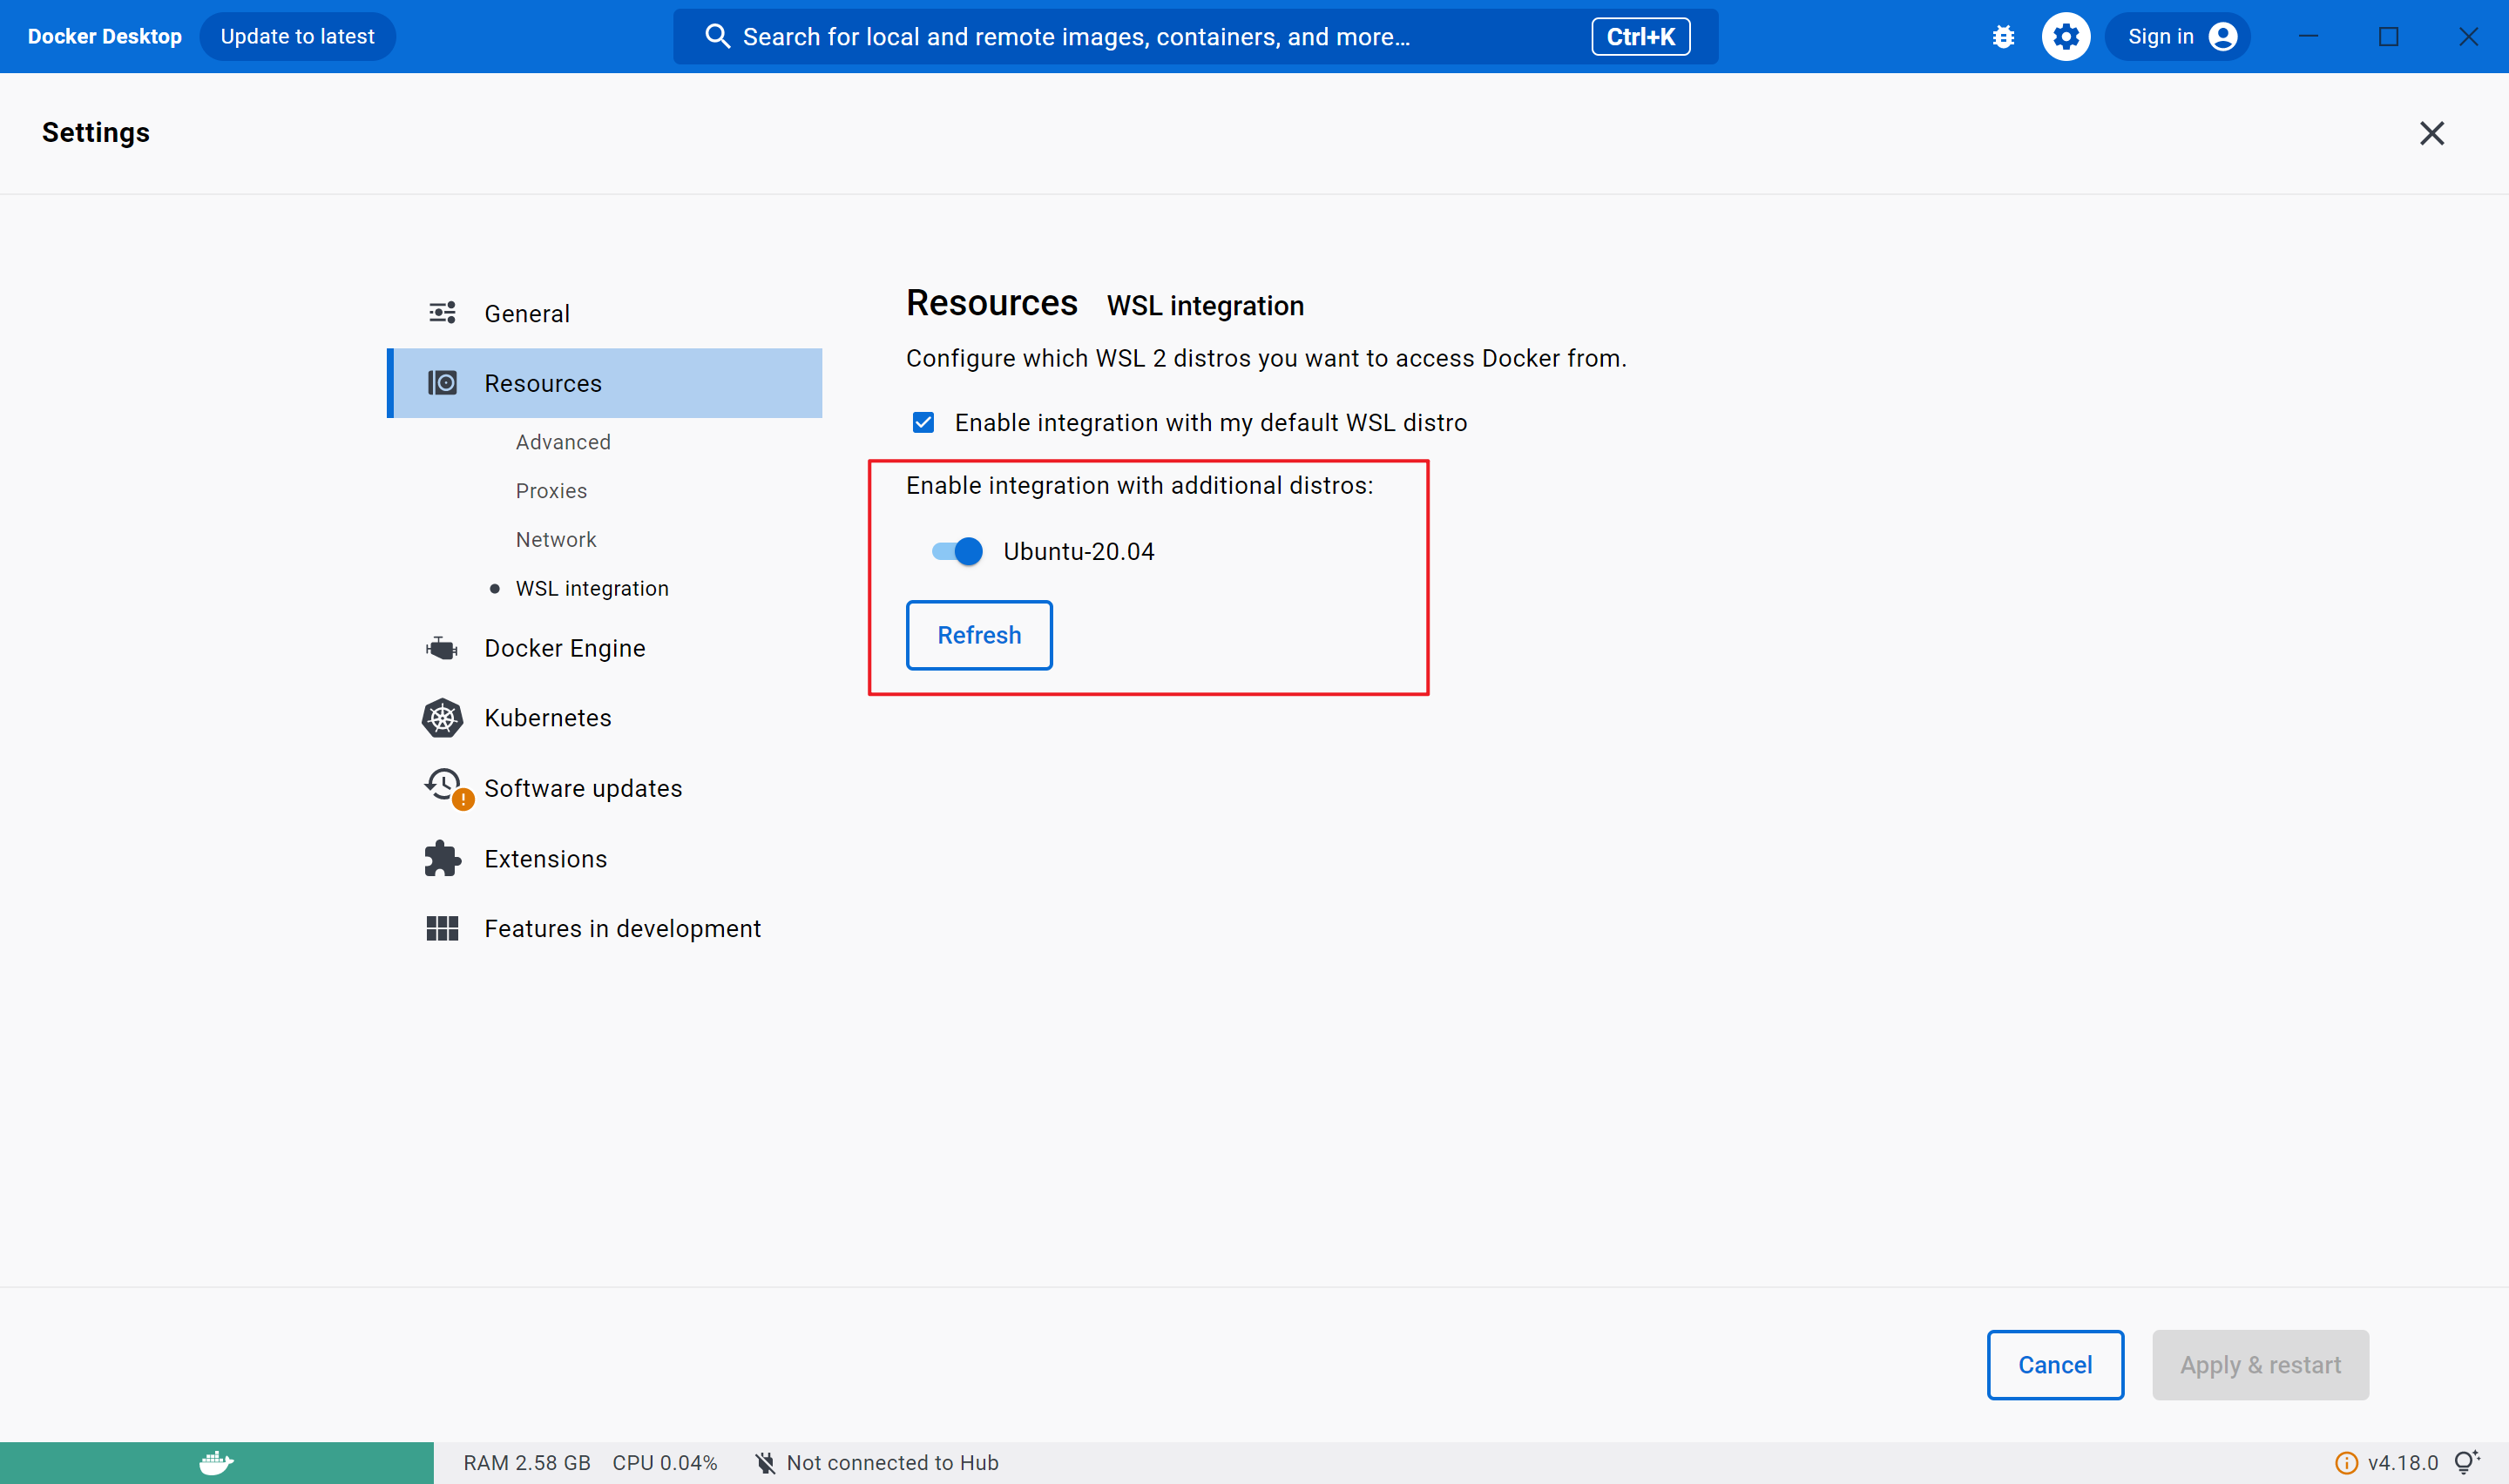 Docker Desktop
Update to latest
Search for local and remote images, containers, and more...
Ctrl+K
Sign in
Settings
General
Resources
Advanced
Proxies
Network
WSL integration
Docker Engine
Kubernetes
Software updates
Extensions
Features in development
Resources WSL integration
Configure which WSL 2 distros you want to access Docker from.
Enable integration with my default WSL distro
Enable integration with additional distros:
Ubuntu-20.04
Refresh
Cancel
Apply & restart
RAM 2.58 GB CPU 0.04% Not connected to Hub
v4.18.0